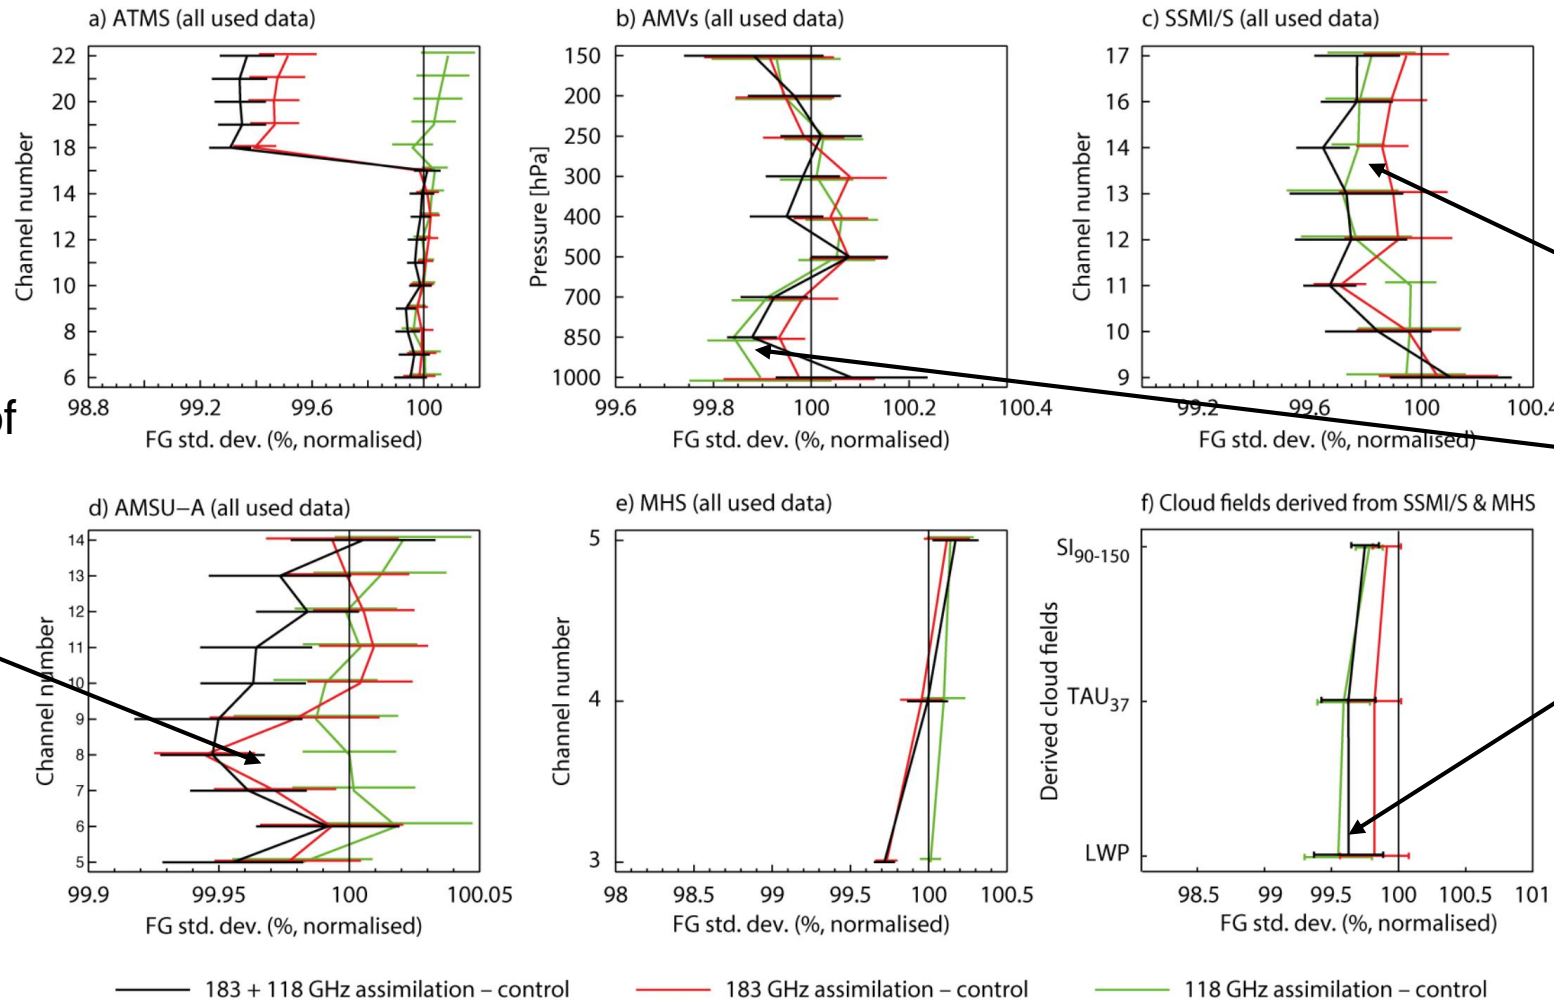 a) ATMS (all used data)
22
20
18
14
12
10
8
6
Channel number
98.8 99.2 99.6 100
FG std. dev. (%, normalised)
b) AMVs (all used data)
150
200
250
300
400
500
700
850
1000
Pressure [hPa]
99.6 99.8 100 100.2 100.4
FG std. dev. (%, normalised)
c) SSMI/S (all used data)
17
16
14
13
12
11
10
9
Channel number
99.2 99.6 100 100.4
FG std. dev. (%, normalised)
of
d) AMSU–A (all used data)
14
13
12
11
10
9
8
7
6
5
Channel number
99.9 99.95 100 100.05
FG std. dev. (%, normalised)
e) MHS (all used data)
5
4
3
Channel number
98 98.5 99 99.5 100 100.5
FG std. dev. (%, normalised)
f) Cloud fields derived from SSMI/S & MHS
SI90-150
TAU37
LWP
Derived cloud fields
98.5 99 99.5 100 100.5 101
FG std. dev. (%, normalised)
183 + 118 GHz assimilation – control 183 GHz assimilation – control 118 GHz assimilation – control